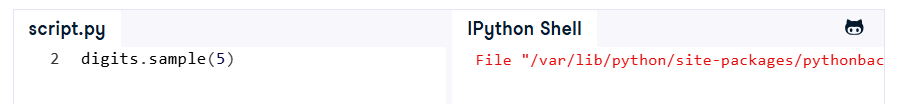 script.py
IPython Shell
2 digits.sample(5)
File "/var/lib/python/site-packages/pythonbac